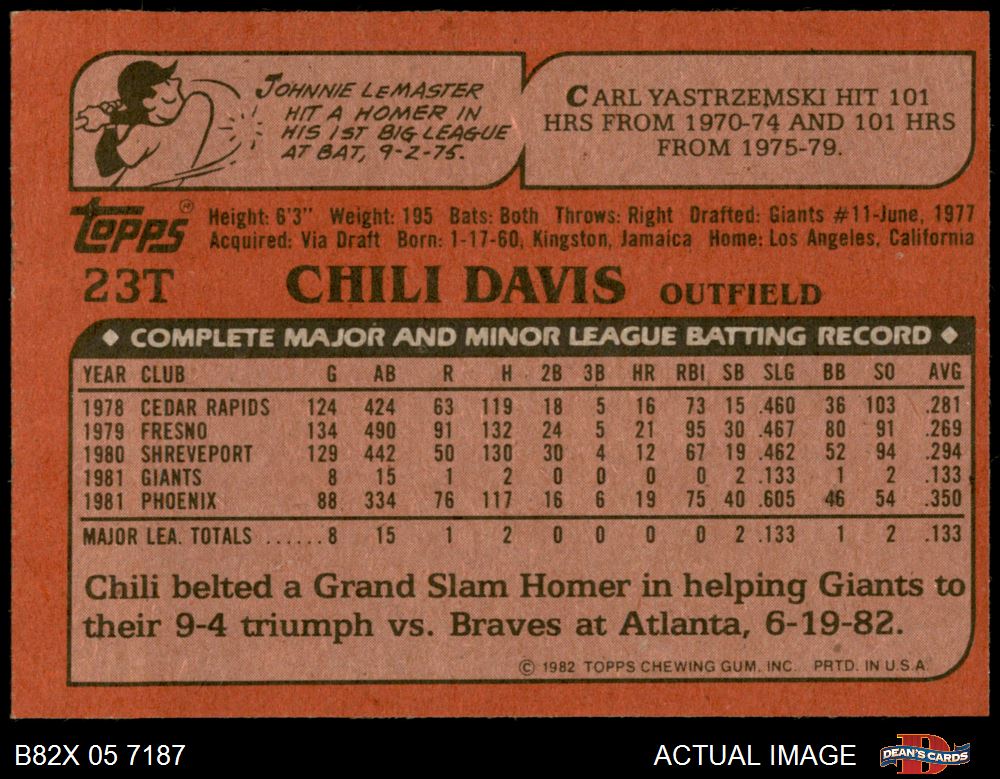 JOHNNIE LEMASTER
HIT A HOMER IN
HIS 1ST BIG LEAGUE
AT BAT, 9-2-75.
CARL YASTRZEMSKI HIT 101
HRS FROM 1970-74 AND 101 HRS
FROM 1975-79.
TOPPS®
Height: 6'3" Weight: 195 Bats: Both Throws: Right Drafted: Giants #11-June, 1977
Acquired: Via Draft Born: 1-17-60, Kingston, Jamaica Home: Los Angeles, California
23T CHILI DAVIS OUTFIELD
◆ COMPLETE MAJOR AND MINOR LEAGUE BATTING RECORD ◆
YEAR CLUB G AB R H 2B 3B HR RBI SB SLG BB SO AVG
1978 CEDAR RAPIDS 124 424 63 119 18 5 16 73 15 .460 36 103 .281
1979 FRESNO 134 490 91 132 24 5 21 95 30 .467 80 91 .269
1980 SHREVEPORT 129 442 50 130 30 4 12 67 19 .462 52 94 .294
1981 GIANTS 8 15 1 2 0 0 0 0 2 .133 1 2 .133
1981 PHOENIX 88 334 76 117 16 6 19 75 40 .605 46 54 .350
MAJOR LEA. TOTALS ......8 15 1 2 0 0 0 0 2 .133 1 2 .133
Chili belted a Grand Slam Homer in helping Giants to
their 9-4 triumph vs. Braves at Atlanta, 6-19-82.
© 1982 TOPPS CHEWING GUM, INC. PRTD. IN U.S.A.
B82X 05 7187 ACTUAL IMAGE DEAN'S CARDS